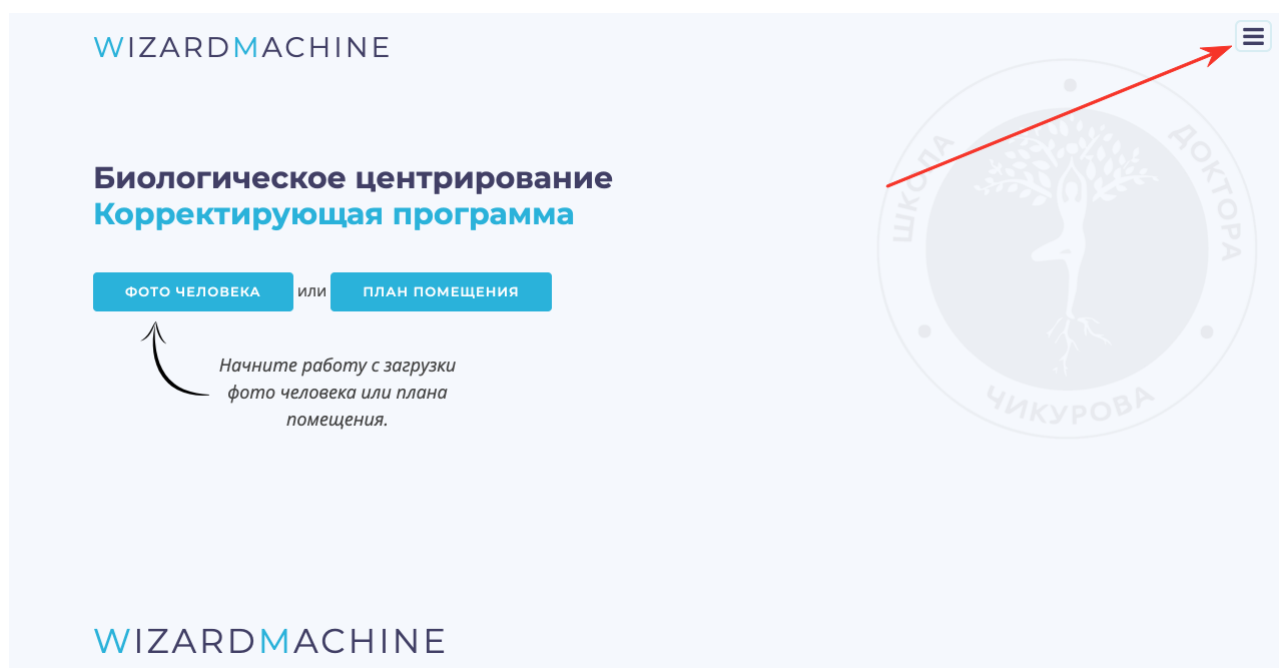 WIZARDMACHINE
Биологическое центрирование
Корректирующая программа
ФОТО ЧЕЛОВЕКА или ПЛАН ПОМЕЩЕНИЯ
Начните работу с загрузки
фото человека или плана
помещения.
ШКОЛА ДОКТОРА
ЧИКУРОВА
WIZARDMACHINE